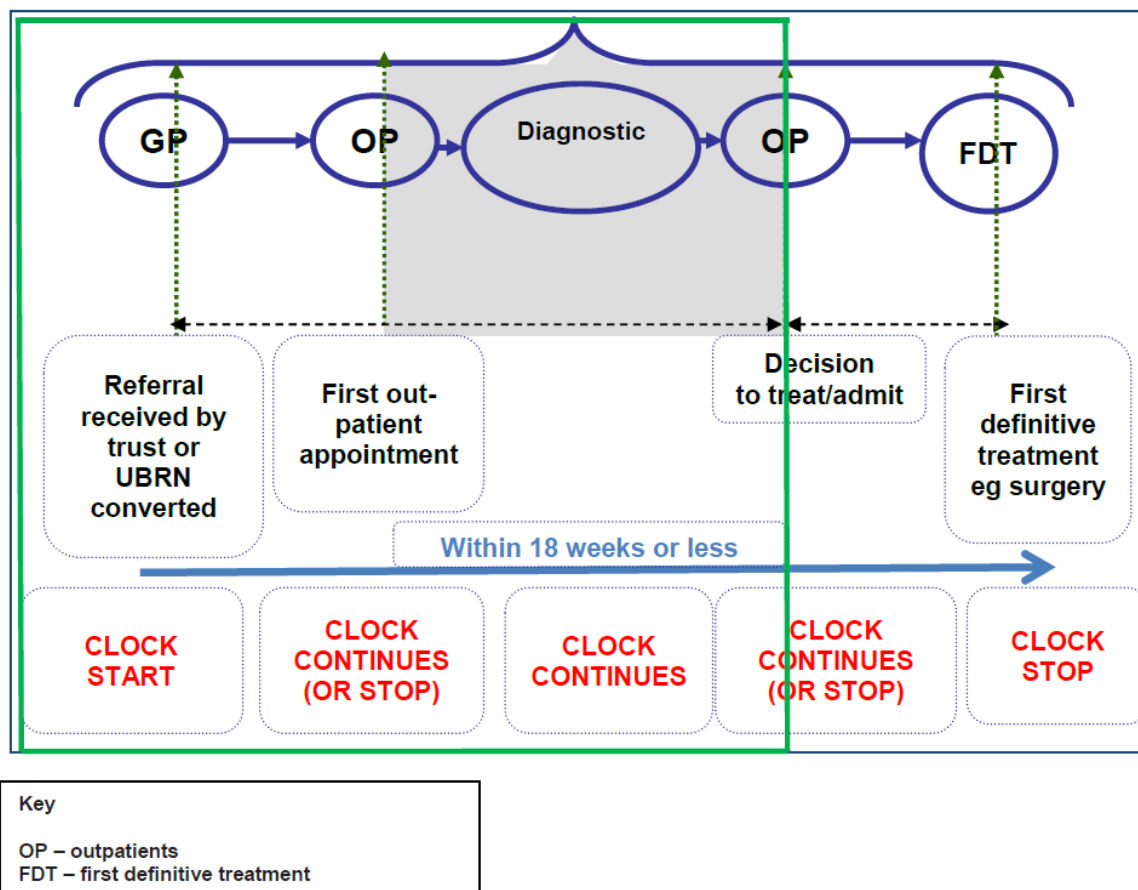 GP
OP
Diagnostic
OP
FDT
Referral
received by
trust or
UBRN
converted
First out-
patient
appointment
Decision
to treat/admit
First
definitive
treatment
eg surgery
Within 18 weeks or less
CLOCK
START
CLOCK
CONTINUES
(OR STOP)
CLOCK
CONTINUES
CLOCK
CONTINUES
(OR STOP)
CLOCK
STOP
Key
OP – outpatients
FDT – first definitive treatment